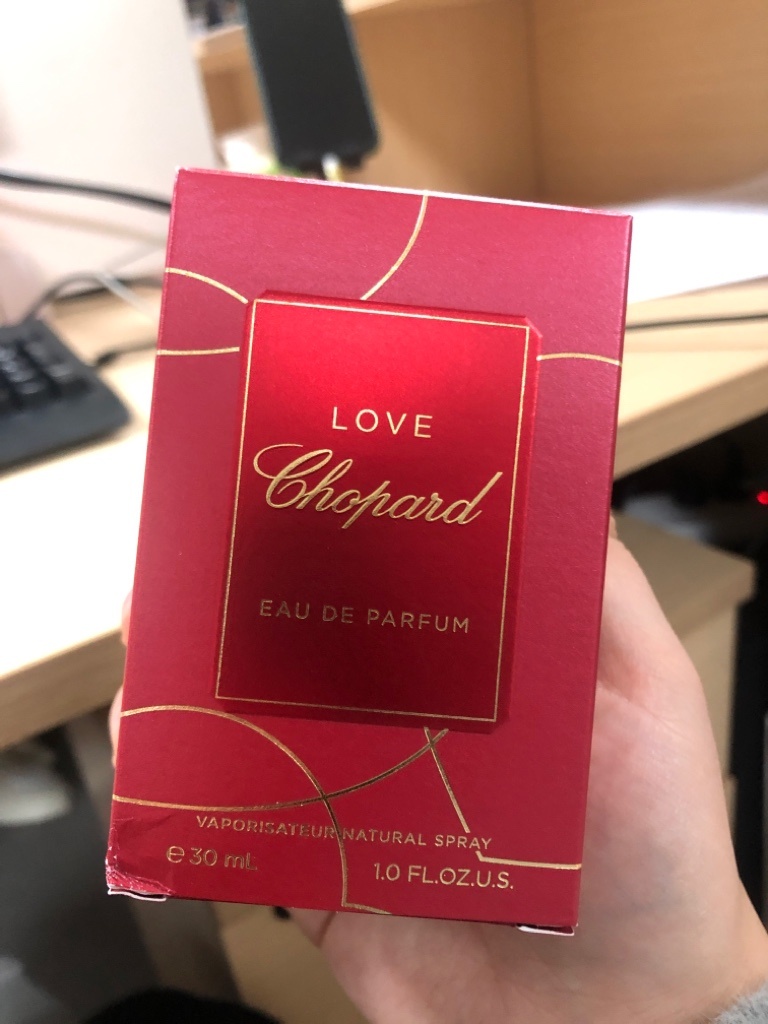 LOVE
Chopard
EAU DE PARFUM
VAPORISATEUR NATURAL SPRAY
℮ 30 mL
1.0 FL.OZ.U.S.